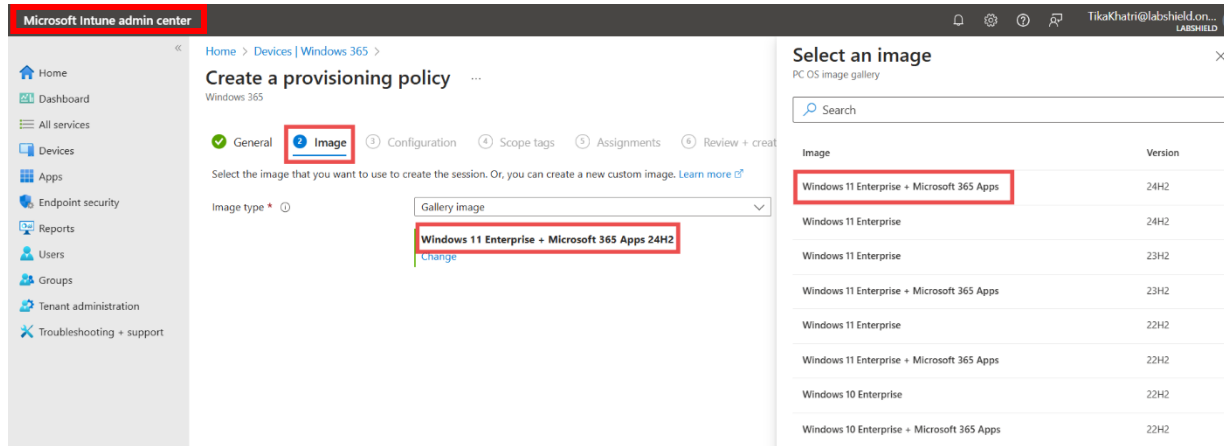 Microsoft Intune admin center
TikaKhatri@labshield.on...
LABSHIELD
«
Home
Dashboard
All services
Devices
Apps
Endpoint security
Reports
Users
Groups
Tenant administration
Troubleshooting + support
Home > Devices | Windows 365 >
Create a provisioning policy ...
Windows 365
General 2 Image 3 Configuration 4 Scope tags 5 Assignments 6 Review + creat
Select the image that you want to use to create the session. Or, you can create a new custom image. Learn more
Image type * Gallery image
Windows 11 Enterprise + Microsoft 365 Apps 24H2
Change
Select an image
PC OS image gallery
Search
Image Version
Windows 11 Enterprise + Microsoft 365 Apps 24H2
Windows 11 Enterprise 24H2
Windows 11 Enterprise 23H2
Windows 11 Enterprise + Microsoft 365 Apps 23H2
Windows 11 Enterprise 22H2
Windows 11 Enterprise + Microsoft 365 Apps 22H2
Windows 10 Enterprise 22H2
Windows 10 Enterprise + Microsoft 365 Apps 22H2